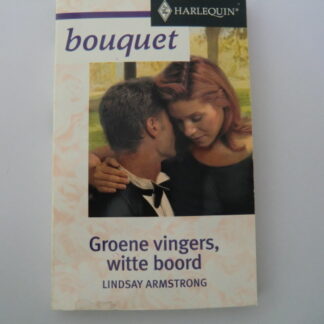 HARLEQUIN®
bouquet
Groene vingers,
witte boord
LINDSAY ARMSTRONG